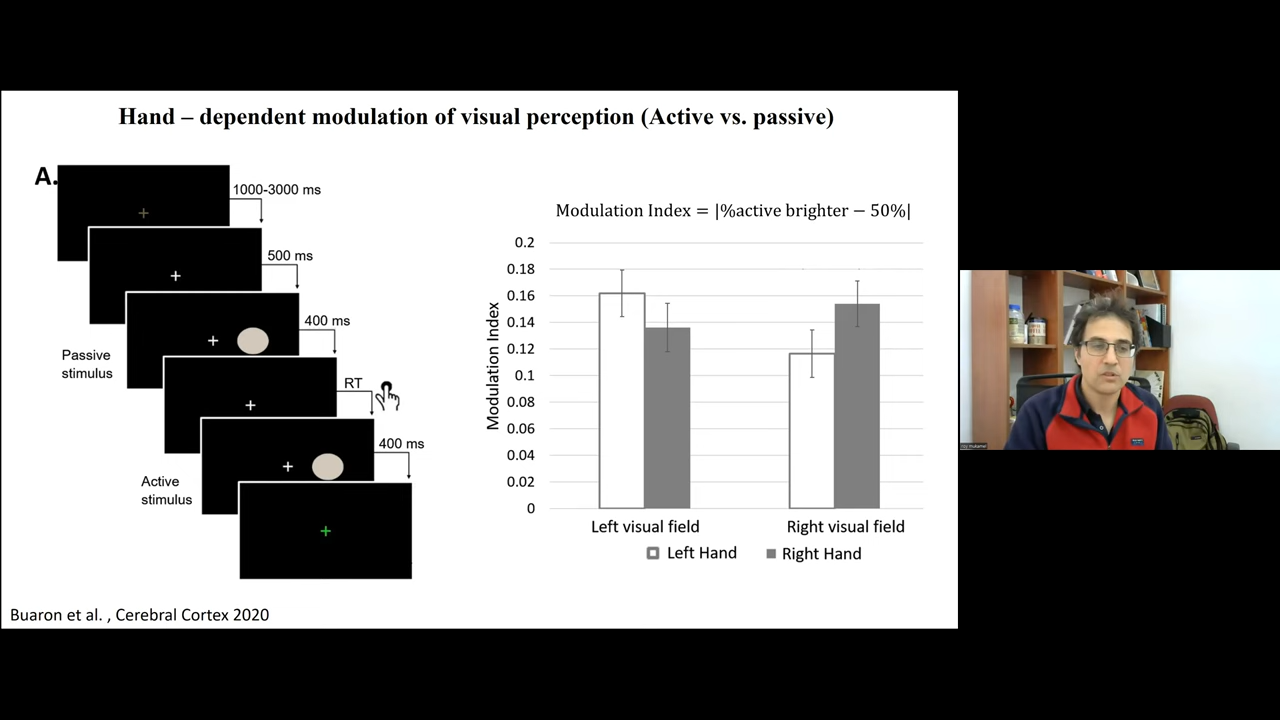 Hand – dependent modulation of visual perception (Active vs. passive)
A.
1000-3000 ms
500 ms
400 ms
Passive
stimulus
RT
400 ms
Active
stimulus
Modulation Index = |%active brighter − 50%|
Modulation Index
0.2
0.18
0.16
0.14
0.12
0.1
0.08
0.06
0.04
0.02
0
Left visual field
Right visual field
Left Hand
Right Hand
Buaron et al. , Cerebral Cortex 2020